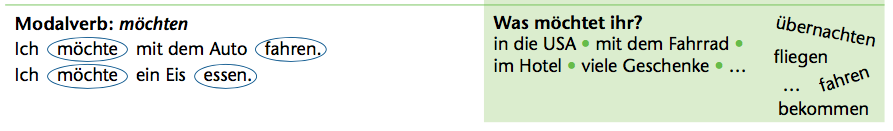 Modalverb: möchten
Ich möchte mit dem Auto fahren.
Ich möchte ein Eis essen.
Was möchtet ihr?
in die USA • mit dem Fahrrad •
im Hotel • viele Geschenke • ...
übernachten
fliegen
... fahren
bekommen